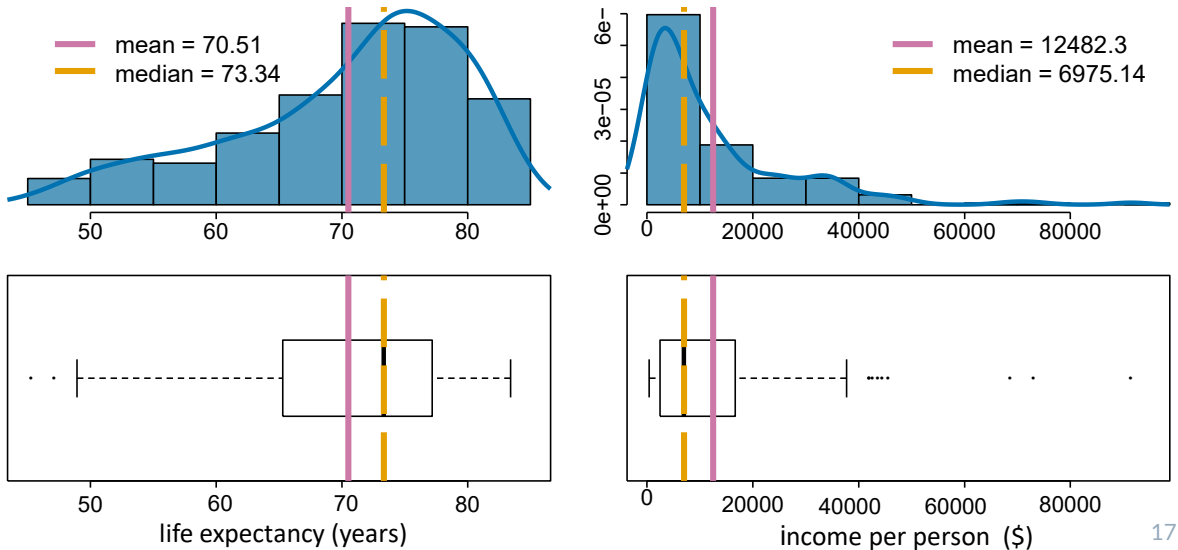 mean = 70.51
median = 73.34
50 60 70 80
mean = 12482.3
median = 6975.14
0e+00 3e−05 6e−
0 20000 40000 60000 80000
50 60 70 80
life expectancy (years)
0 20000 40000 60000 80000
income per person ($)
17